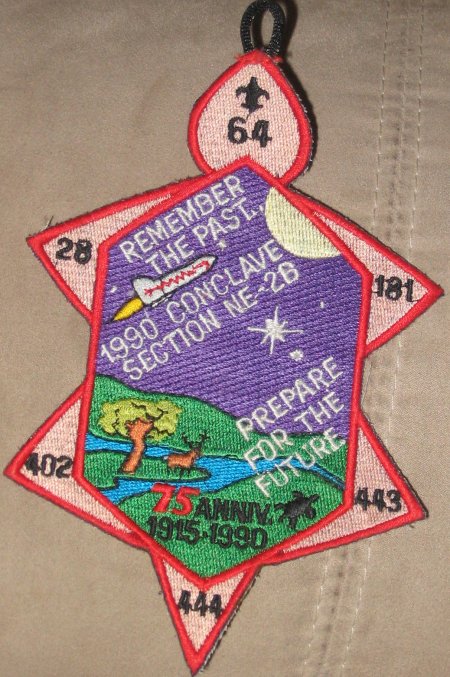 64
REMEMBER
THE PAST,
28
181
1990 CONCLAVE
SECTION NE-2B
PREPARE
FOR THE
FUTURE
402
443
75 ANNIV.
1915-1990
444